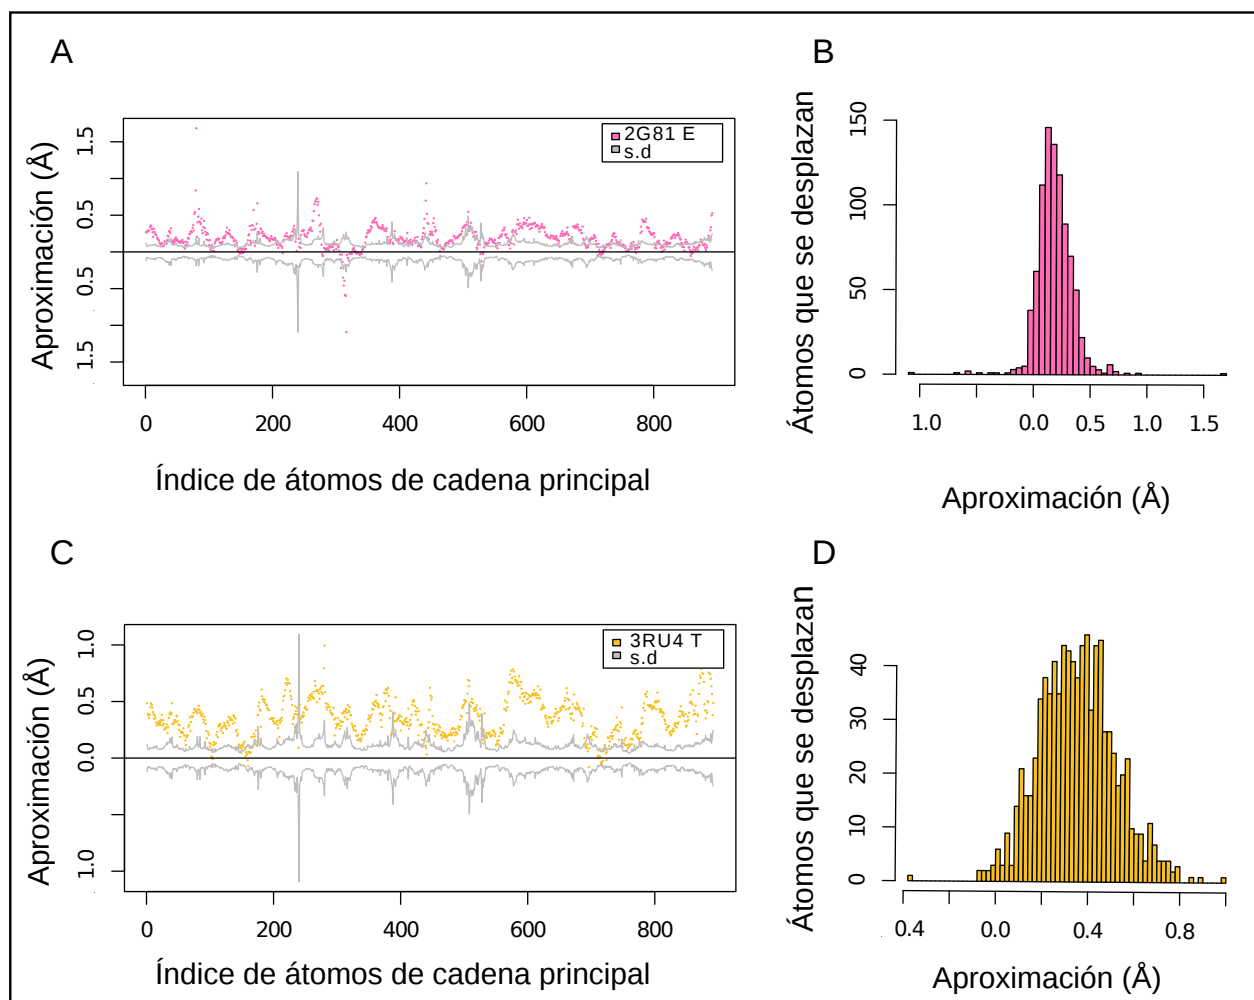 A
B
Aproximación (Å)
1.5
0.5
0.5
1.5
2G81 E
s.d
0
200
400
600
800
Índice de átomos de cadena principal
Átomos que se desplazan
150
100
50
0
1.0
0.0
0.5
1.0
1.5
Aproximación (Å)
C
D
Aproximación (Å)
1.0
0.5
0.0
1.0
3RU4 T
s.d
0
200
400
600
800
Índice de átomos de cadena principal
Átomos que se desplazan
40
30
20
10
0
0.4
0.0
0.4
0.8
Aproximación (Å)